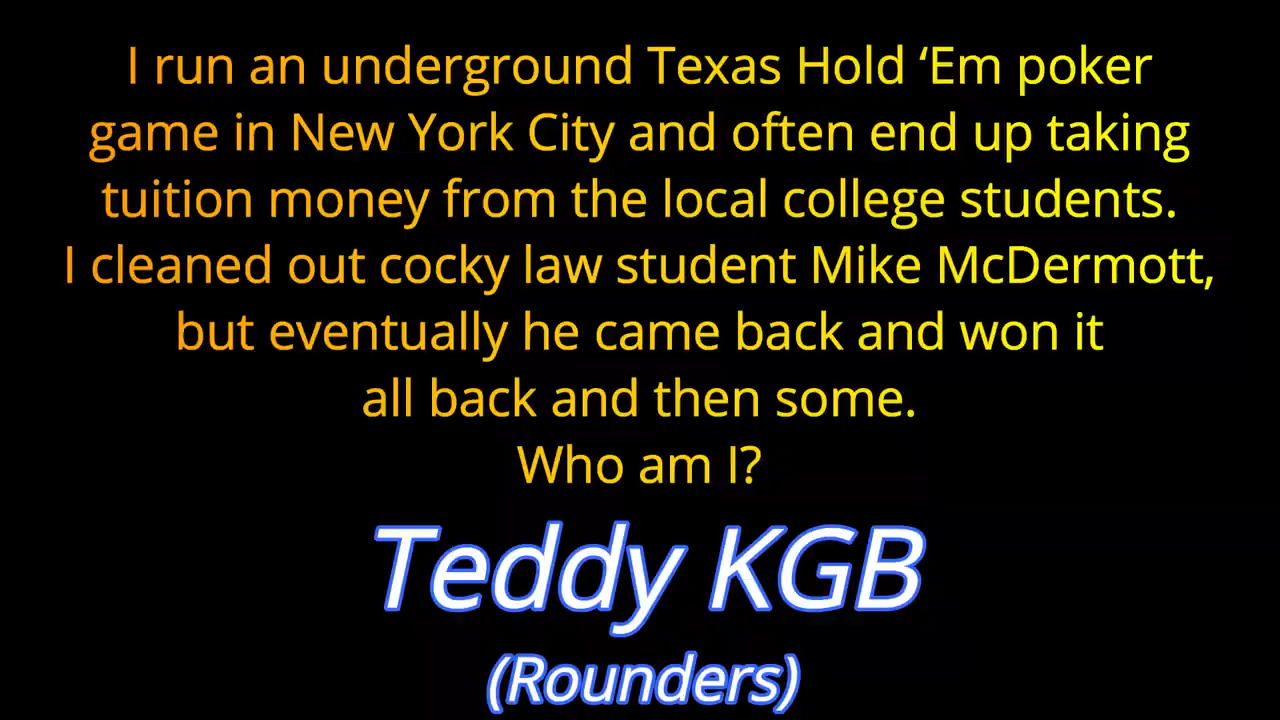 I run an underground Texas Hold ‘Em poker
game in New York City and often end up taking
tuition money from the local college students.
I cleaned out cocky law student Mike McDermott,
but eventually he came back and won it
all back and then some.
Who am I?
Teddy KGB
(Rounders)